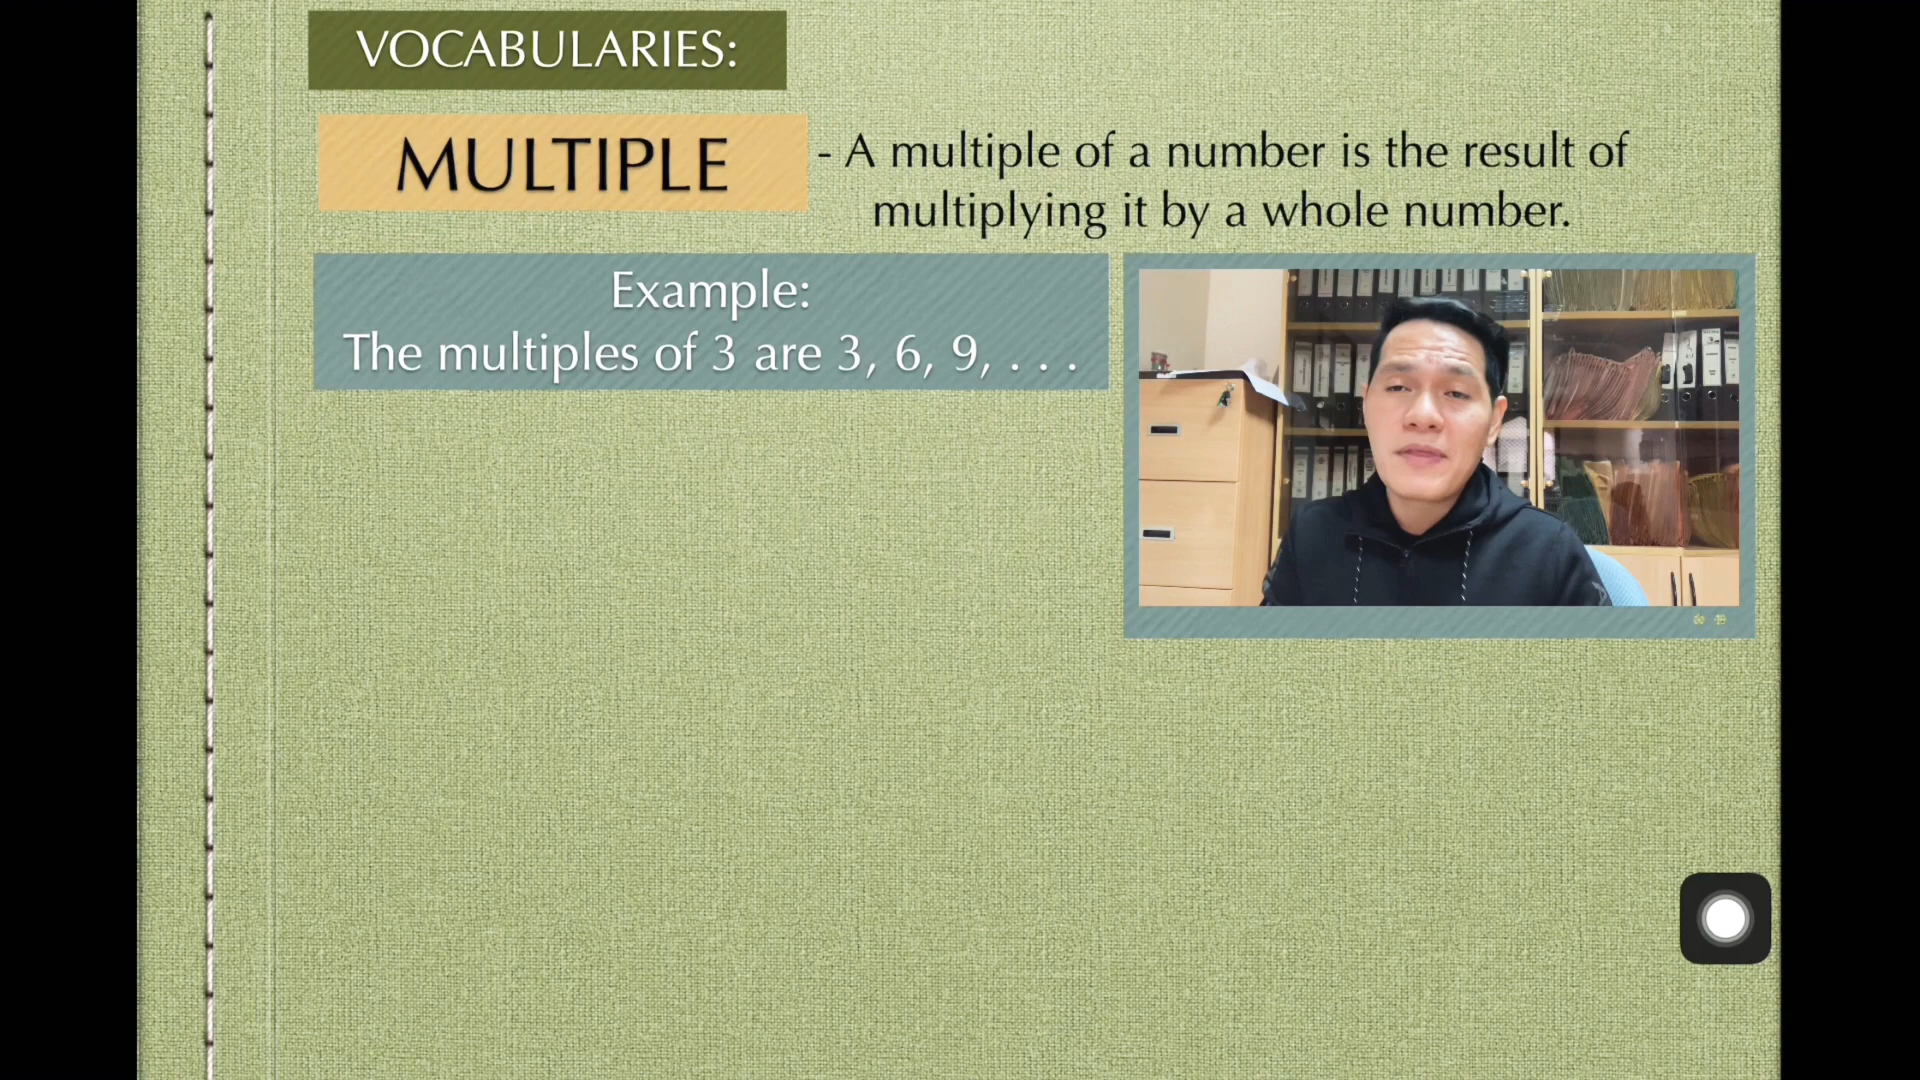 VOCABULARIES:
MULTIPLE
- A multiple of a number is the result of
multiplying it by a whole number.
Example:
The multiples of 3 are 3, 6, 9, . . .